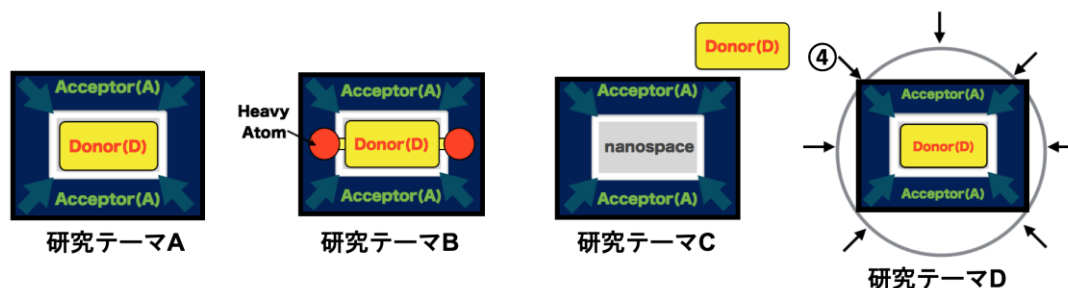 Acceptor(A)
Donor(D)
Acceptor(A)
研究テーマA
Heavy
Atom
Acceptor(A)
Donor(D)
Acceptor(A)
研究テーマB
Donor(D)
nanospace
研究テーマC
④
Acceptor(A)
Donor(D)
Acceptor(A)
研究テーマD